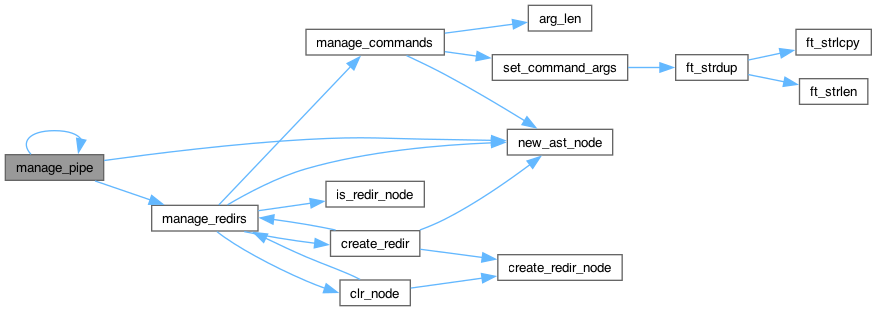 arg_len
manage_commands
ft_strlcpy
set_command_args
ft_strdup
ft_strlen
new_ast_node
manage_pipe
is_redir_node
manage_redirs
create_redir
create_redir_node
clr_node